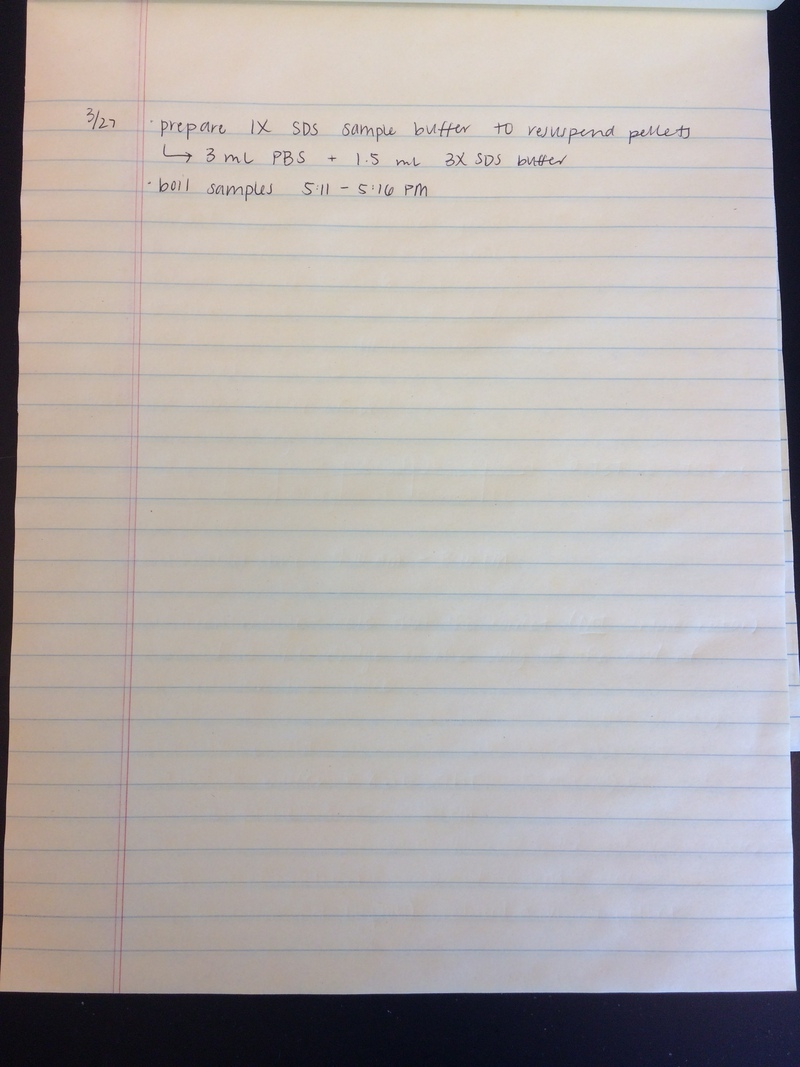 3/27 · prepare 1X SDS sample buffer to resuspend pellets
↳ 3 mL PBS + 1.5 mL 3X SDS buffer
· boil samples 5:11 - 5:16 PM